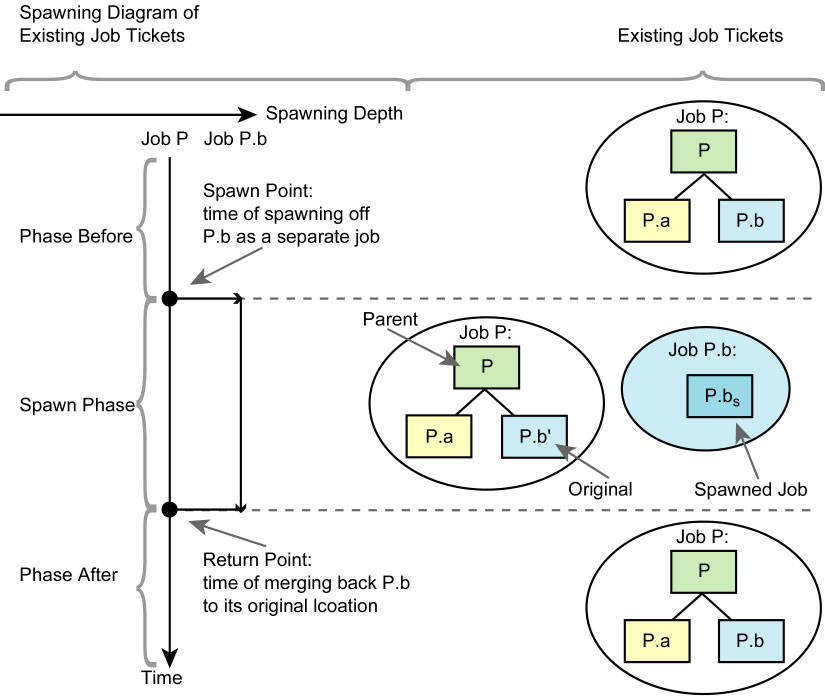 Spawning Diagram of
Existing Job Tickets
Existing Job Tickets
Spawning Depth
Job P
Job P.b
Job P:
P
P.a
P.b
Spawn Point:
time of spawning off
P.b as a separate job
Phase Before
Parent
Job P:
P
P.a
P.b'
Original
Job P.b:
P.bs
Spawned Job
Spawn Phase
Return Point:
time of merging back P.b
to its original lcoation
Phase After
Job P:
P
P.a
P.b
Time